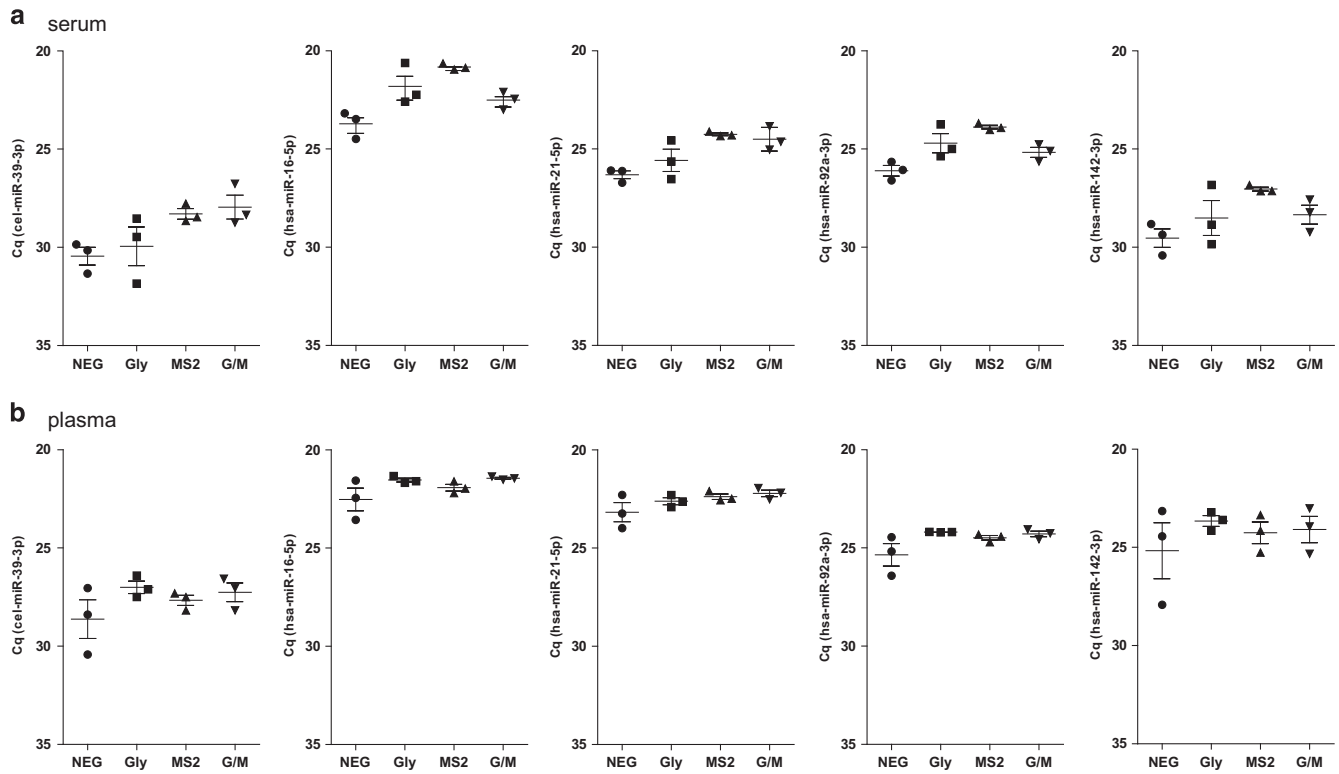 a serum
20
25
30
35
Cq (cel-miR-39-3p)
NEG Gly MS2 G/M
20
25
30
35
Cq (hsa-miR-16-5p)
NEG Gly MS2 G/M
20
25
30
35
Cq (hsa-miR-21-5p)
NEG Gly MS2 G/M
20
25
30
35
Cq (hsa-miR-92a-3p)
NEG Gly MS2 G/M
20
25
30
35
Cq (hsa-miR-142-3p)
NEG Gly MS2 G/M
b plasma
20
25
30
35
Cq (cel-miR-39-3p)
NEG Gly MS2 G/M
20
25
30
35
Cq (hsa-miR-16-5p)
NEG Gly MS2 G/M
20
25
30
35
Cq (hsa-miR-21-5p)
NEG Gly MS2 G/M
20
25
30
35
Cq (hsa-miR-92a-3p)
NEG Gly MS2 G/M
20
25
30
35
Cq (hsa-miR-142-3p)
NEG Gly MS2 G/M